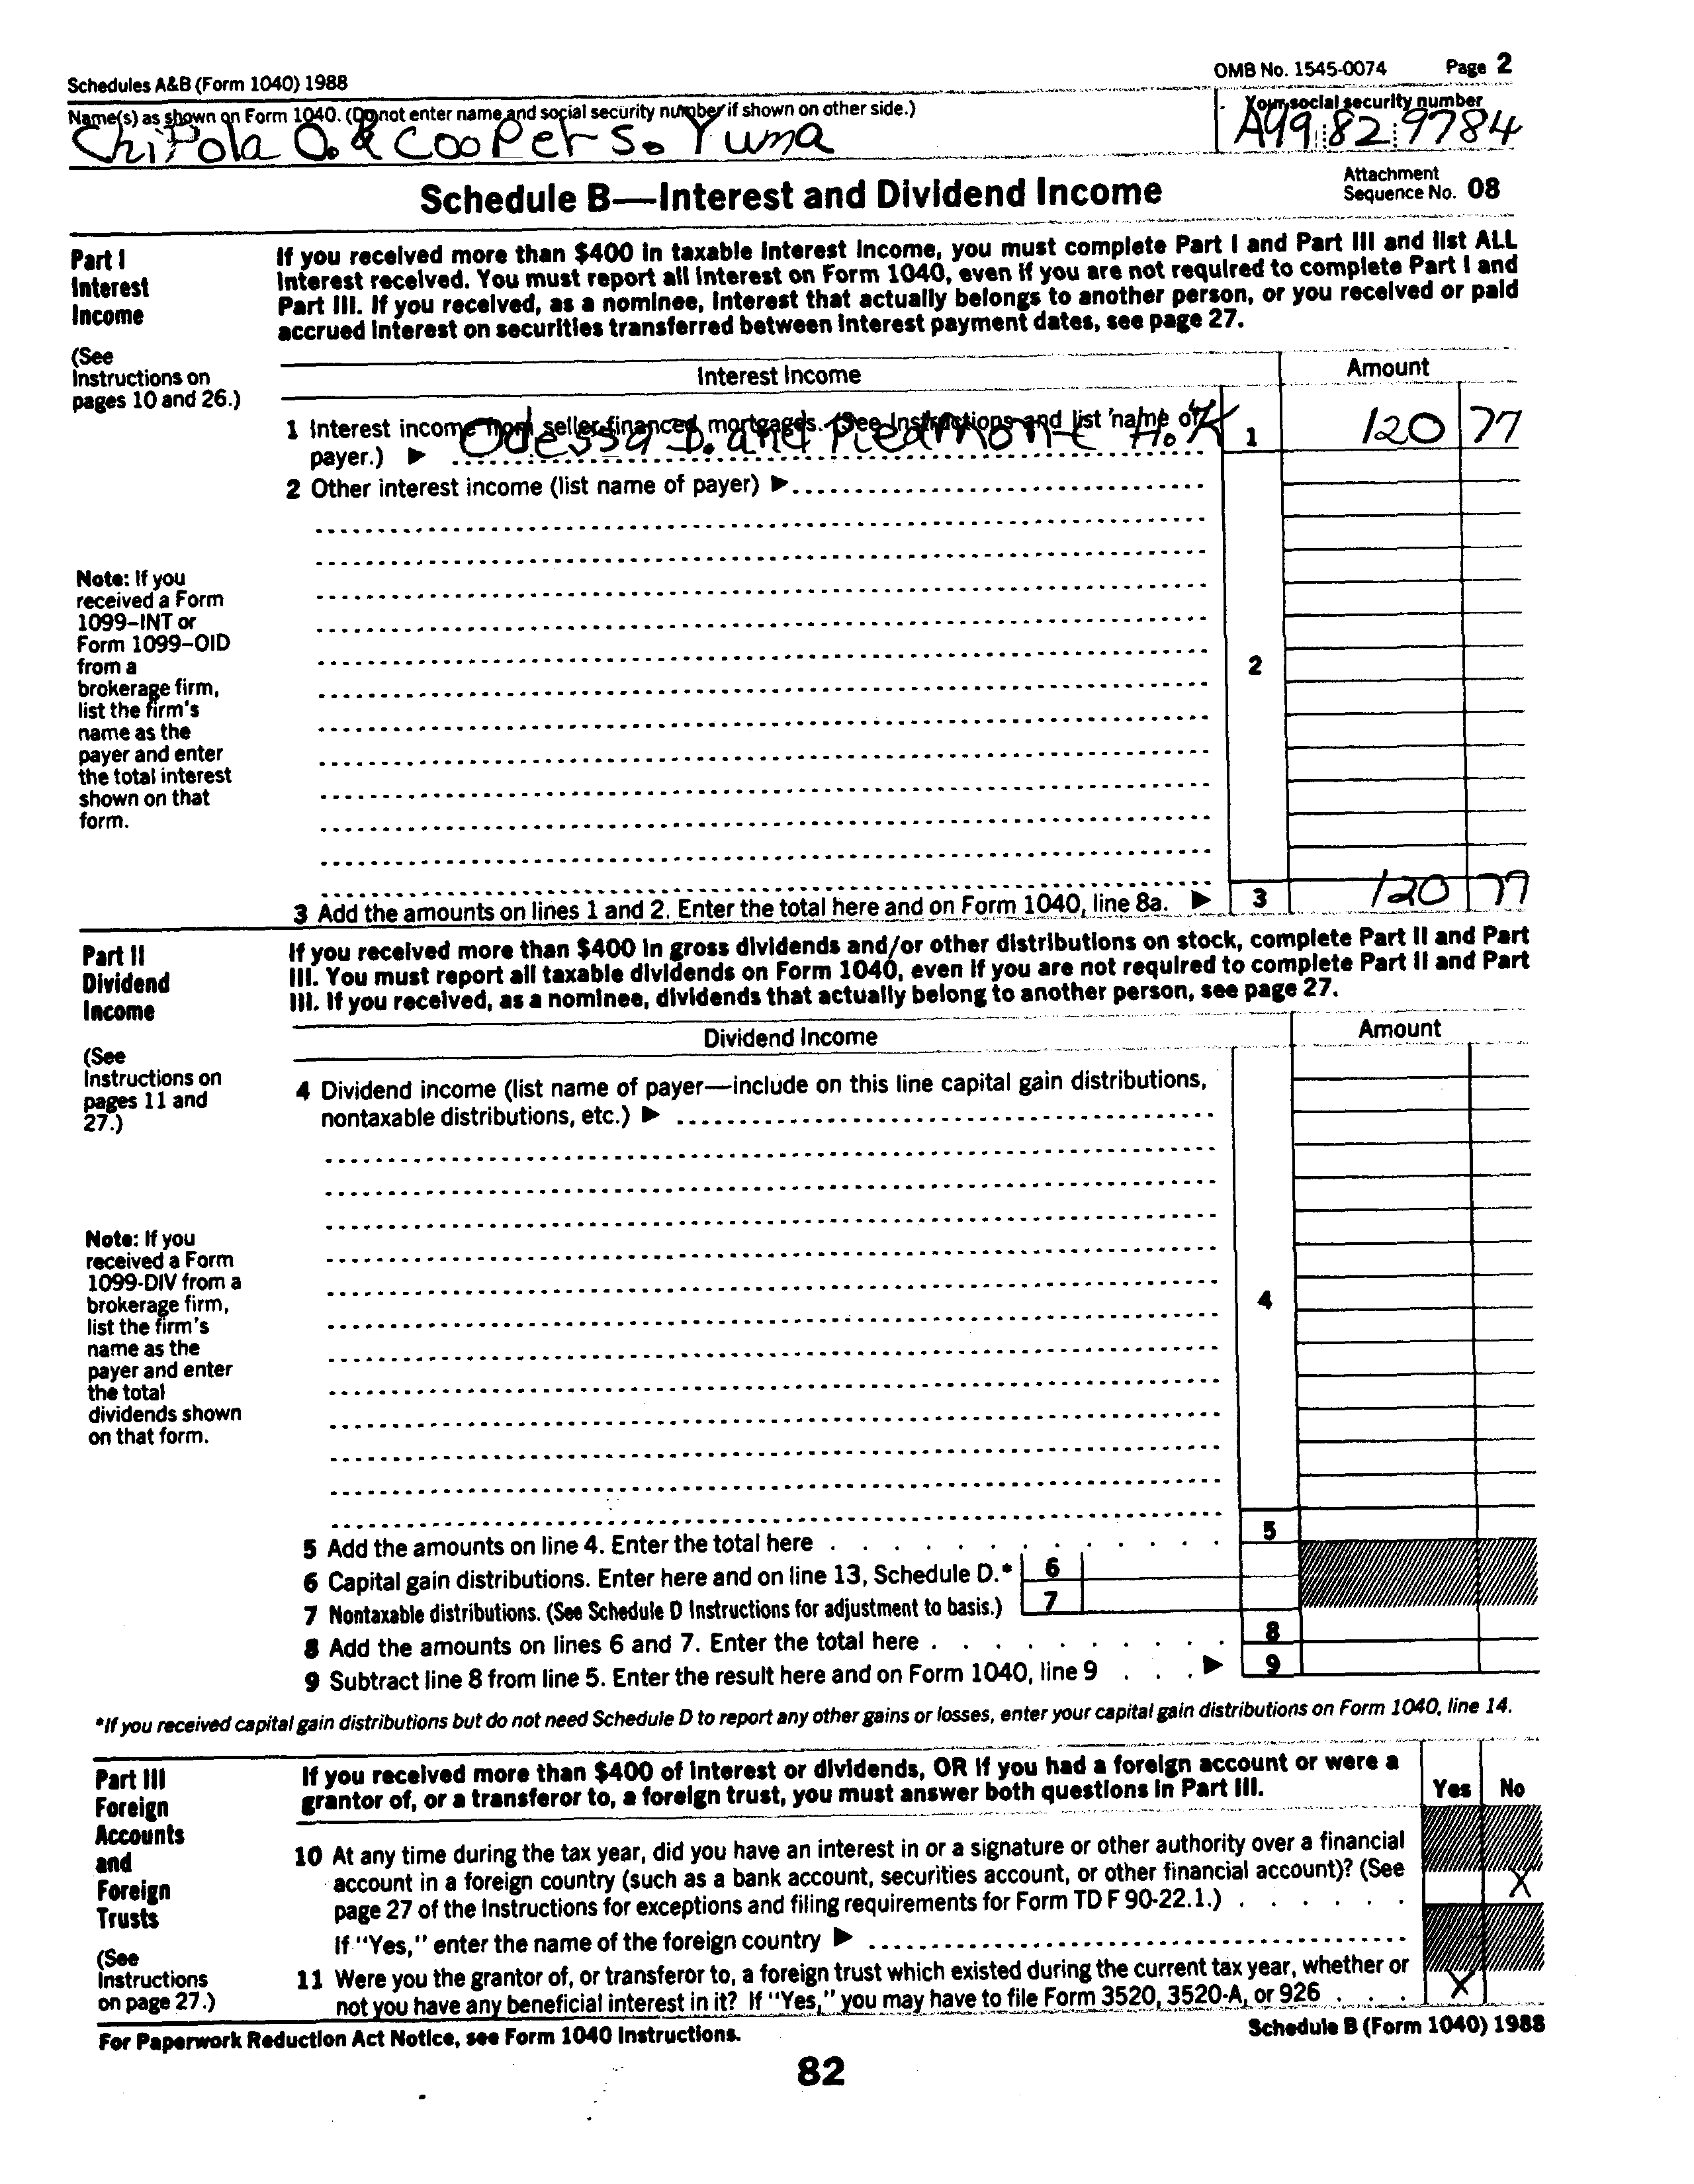 Schedules A&B (Form 1040) 1988
OMB No. 1545-0074 Page 2
Name(s) as shown on Form 1040. (Do not enter name and social security number if shown on other side.)
Your social security number
Chipola O. & Cooper S. Yuma
A99 82 9784
Schedule B—Interest and Dividend Income
Attachment
Sequence No. 08
Part I
Interest
Income
(See
Instructions on
pages 10 and 26.)
If you received more than $400 in taxable interest income, you must complete Part I and Part III and list ALL
interest received. You must report all interest on Form 1040, even if you are not required to complete Part I and
Part III. If you received, as a nominee, interest that actually belongs to another person, or you received or paid
accrued interest on securities transferred between interest payment dates, see page 27.
Interest Income
Amount
1 Interest income from seller-financed mortgages. (See Instructions and list name of
payer.) ▶ Odessa D. and Piedmont H. K
1 120 77
2 Other interest income (list name of payer) ▶
Note: If you
received a Form
1099–INT or
Form 1099–OID
from a
brokerage firm,
list the firm's
name as the
payer and enter
the total interest
shown on that
form.
2
3 Add the amounts on lines 1 and 2. Enter the total here and on Form 1040, line 8a. ▶ 3 120 77
Part II
Dividend
Income
(See
Instructions on
pages 11 and
27.)
If you received more than $400 in gross dividends and/or other distributions on stock, complete Part II and Part
III. You must report all taxable dividends on Form 1040, even if you are not required to complete Part II and Part
III. If you received, as a nominee, dividends that actually belong to another person, see page 27.
Dividend Income
Amount
4 Dividend income (list name of payer—include on this line capital gain distributions,
nontaxable distributions, etc.) ▶
Note: If you
received a Form
1099-DIV from a
brokerage firm,
list the firm's
name as the
payer and enter
the total
dividends shown
on that form.
4
5 Add the amounts on line 4. Enter the total here . . . . . . . . . . . . 5
6 Capital gain distributions. Enter here and on line 13, Schedule D.* 6
7 Nontaxable distributions. (See Schedule D Instructions for adjustment to basis.) 7
8 Add the amounts on lines 6 and 7. Enter the total here . . . . . . . . . . 8
9 Subtract line 8 from line 5. Enter the result here and on Form 1040, line 9 . . . ▶ 9
*If you received capital gain distributions but do not need Schedule D to report any other gains or losses, enter your capital gain distributions on Form 1040, line 14.
Part III
Foreign
Accounts
and
Foreign
Trusts
(See
Instructions
on page 27.)
If you received more than $400 of interest or dividends, OR if you had a foreign account or were a
grantor of, or a transferor to, a foreign trust, you must answer both questions in Part III.
Yes No
10 At any time during the tax year, did you have an interest in or a signature or other authority over a financial
account in a foreign country (such as a bank account, securities account, or other financial account)? (See
page 27 of the Instructions for exceptions and filing requirements for Form TD F 90-22.1.) . . . . . . X
If "Yes," enter the name of the foreign country ▶
11 Were you the grantor of, or transferor to, a foreign trust which existed during the current tax year, whether or
not you have any beneficial interest in it? If "Yes," you may have to file Form 3520, 3520-A, or 926 . . . . X
For Paperwork Reduction Act Notice, see Form 1040 Instructions.
Schedule B (Form 1040) 1988
82